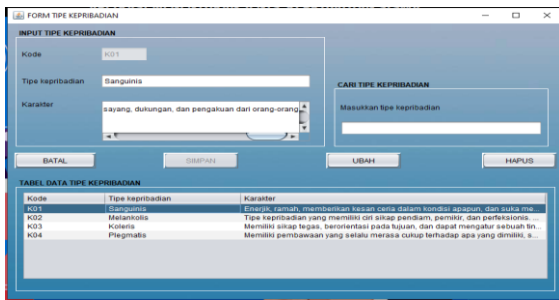 FORM TIPE KEPRIBADIAN
INPUT TIPE KEPRIBADIAN
Kode K01
Tipe kepribadian Sanguinis
Karakter sayang, dukungan, dan pengakuan dari orang-orang
CARI TIPE KEPRIBADIAN
Masukkan tipe kepribadian
BATAL SIMPAN UBAH HAPUS
TABEL DATA TIPE KEPRIBADIAN
Kode Tipe kepribadian Karakter
K01 Sanguinis Enerjik, ramah, memberikan kesan ceria dalam kondisi apapun, dan suka me...
K02 Melankolis Tipe kepribadian yang memiliki ciri sikap pendiam, pemikir, dan perfeksionis. ...
K03 Koleris Memiliki sikap tegas, berorientasi pada tujuan, dan dapat mengatur sebuah tin...
K04 Plegmatis Memiliki pembawaan yang selalu merasa cukup terhadap apa yang dimiliki, s...